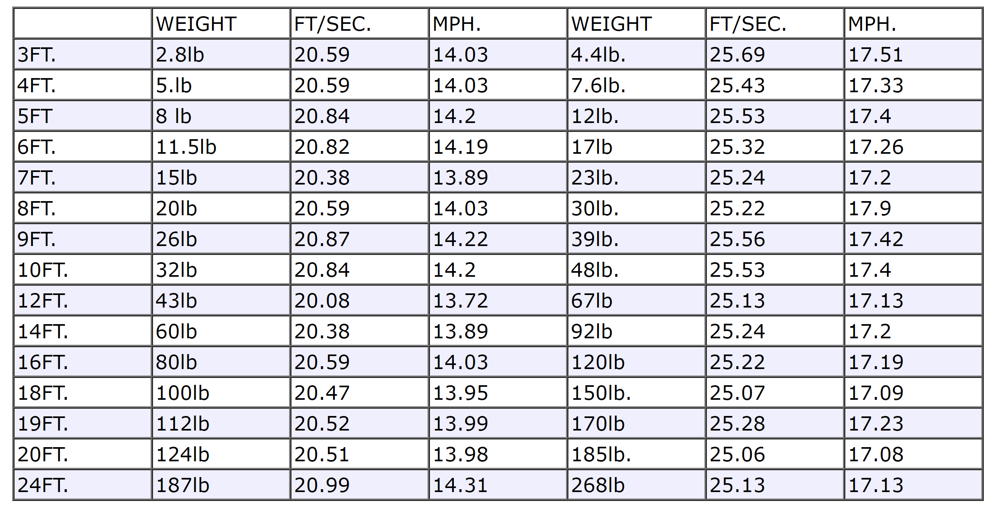 WEIGHT FT/SEC. MPH. WEIGHT FT/SEC. MPH.
3FT. 2.8lb 20.59 14.03 4.4lb. 25.69 17.51
4FT. 5.lb 20.59 14.03 7.6lb. 25.43 17.33
5FT 8 lb 20.84 14.2 12lb. 25.53 17.4
6FT. 11.5lb 20.82 14.19 17lb 25.32 17.26
7FT. 15lb 20.38 13.89 23lb. 25.24 17.2
8FT. 20lb 20.59 14.03 30lb. 25.22 17.9
9FT. 26lb 20.87 14.22 39lb. 25.56 17.42
10FT. 32lb 20.84 14.2 48lb. 25.53 17.4
12FT. 43lb 20.08 13.72 67lb 25.13 17.13
14FT. 60lb 20.38 13.89 92lb 25.24 17.2
16FT. 80lb 20.59 14.03 120lb 25.22 17.19
18FT. 100lb 20.47 13.95 150lb. 25.07 17.09
19FT. 112lb 20.52 13.99 170lb 25.28 17.23
20FT. 124lb 20.51 13.98 185lb. 25.06 17.08
24FT. 187lb 20.99 14.31 268lb 25.13 17.13